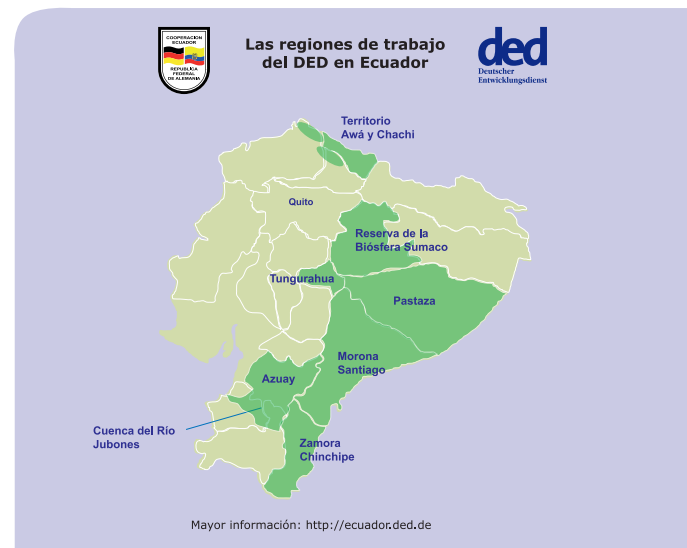 COOPERACIÓN
ECUADOR
REPÚBLICA
FEDERAL
DE ALEMANIA
Las regiones de trabajo
del DED en Ecuador
ded
Deutscher
Entwicklungsdienst
Territorio
Awá y Chachi
Quito
Reserva de la
Biósfera Sumaco
Tungurahua
Pastaza
Morona
Santiago
Azuay
Cuenca del Río
Jubones
Zamora
Chinchipe
Mayor información: http://ecuador.ded.de